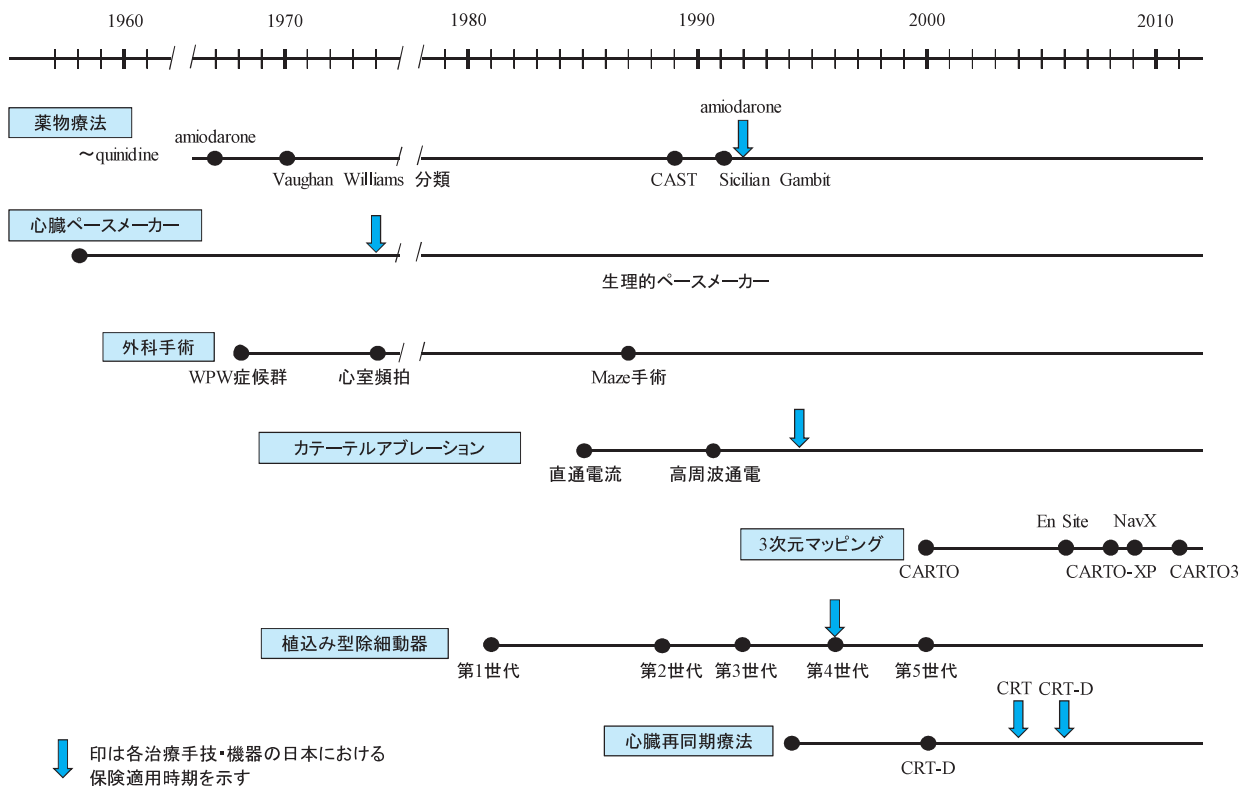 1960 1970 1980 1990 2000 2010
薬物療法
amiodarone
amiodarone
～quinidine
Vaughan Williams 分類
CAST
Sicilian Gambit
心臓ペースメーカー
生理的ペースメーカー
外科手術
WPW症候群
心室頻拍
Maze手術
カテーテルアブレーション
直通電流
高周波通電
3次元マッピング
En Site
NavX
CARTO
CARTO-XP
CARTO3
植込み型除細動器
第1世代
第2世代
第3世代
第4世代
第5世代
CRT
CRT-D
心臓再同期療法
CRT-D
印は各治療手技・機器の日本における
保険適用時期を示す